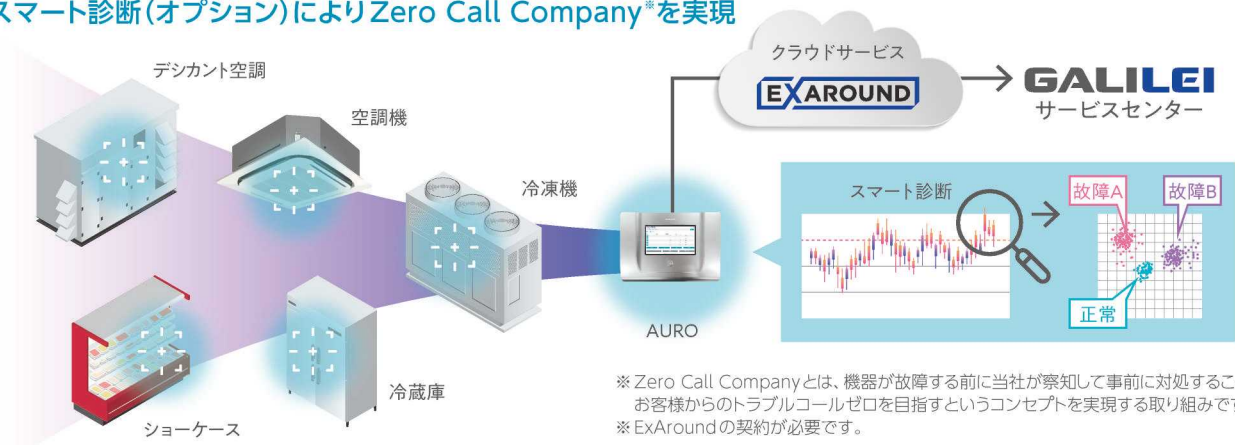 スマート診断（オプション）によりZero Call Company※を実現
デシカント空調
空調機
冷凍機
ショーケース
冷蔵庫
AURO
クラウドサービス
EXAROUND
GALILEI
サービスセンター
スマート診断
故障A
故障B
正常
※Zero Call Companyとは、機器が故障する前に当社が察知して事前に対処するこ
お客様からのトラブルコールゼロを目指すというコンセプトを実現する取り組みです
※ExAroundの契約が必要です。